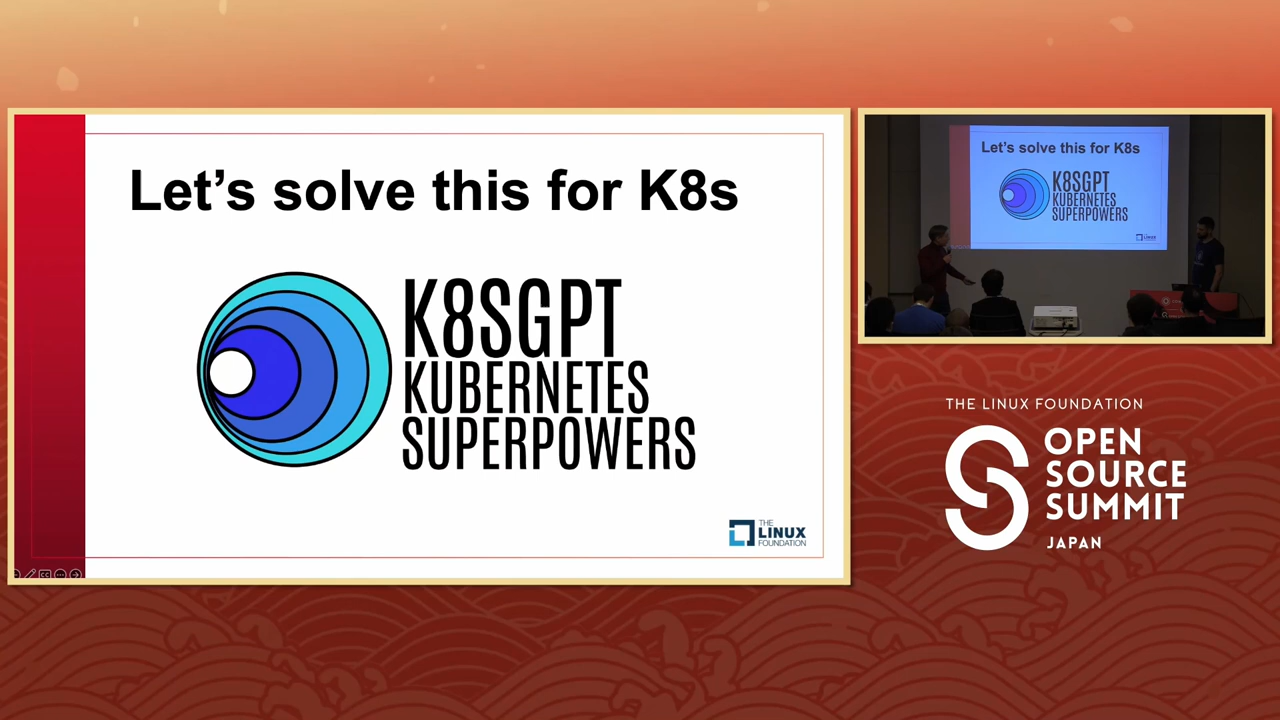 Let's solve this for K8s
K8SGPT
KUBERNETES
SUPERPOWERS
THE
LINUX
FOUNDATION
Let's solve this for K8s
K8SGPT
KUBERNETES
SUPERPOWERS
LINUX
THE LINUX FOUNDATION
OPEN
SOURCE
SUMMIT
JAPAN